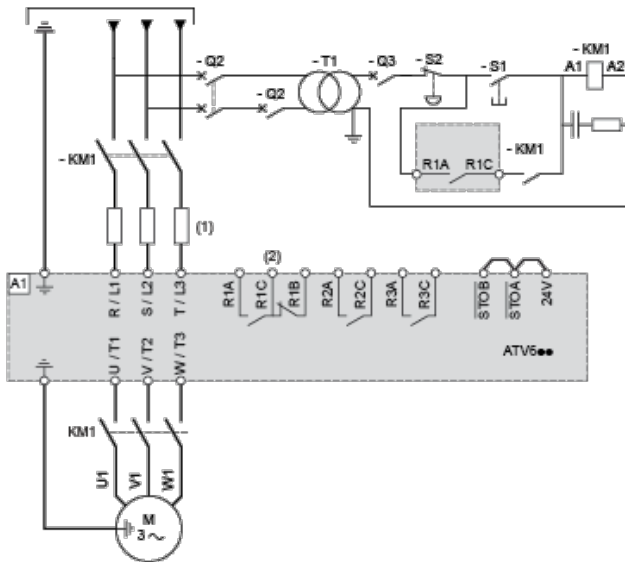 - Q2
- T1
- Q3
- S2
- S1
- KM1
A1
A2
- Q2
- KM1
R1A
R1C
- KM1
(1)
(2)
A1
R / L1
S / L2
T / L3
R1A
R1C
R1B
R2A
R2C
R3A
R3C
STOB
STOA
24V
ATV6●●
U / T1
V / T2
W / T3
KM1
U1
V1
W1
M
3 ~